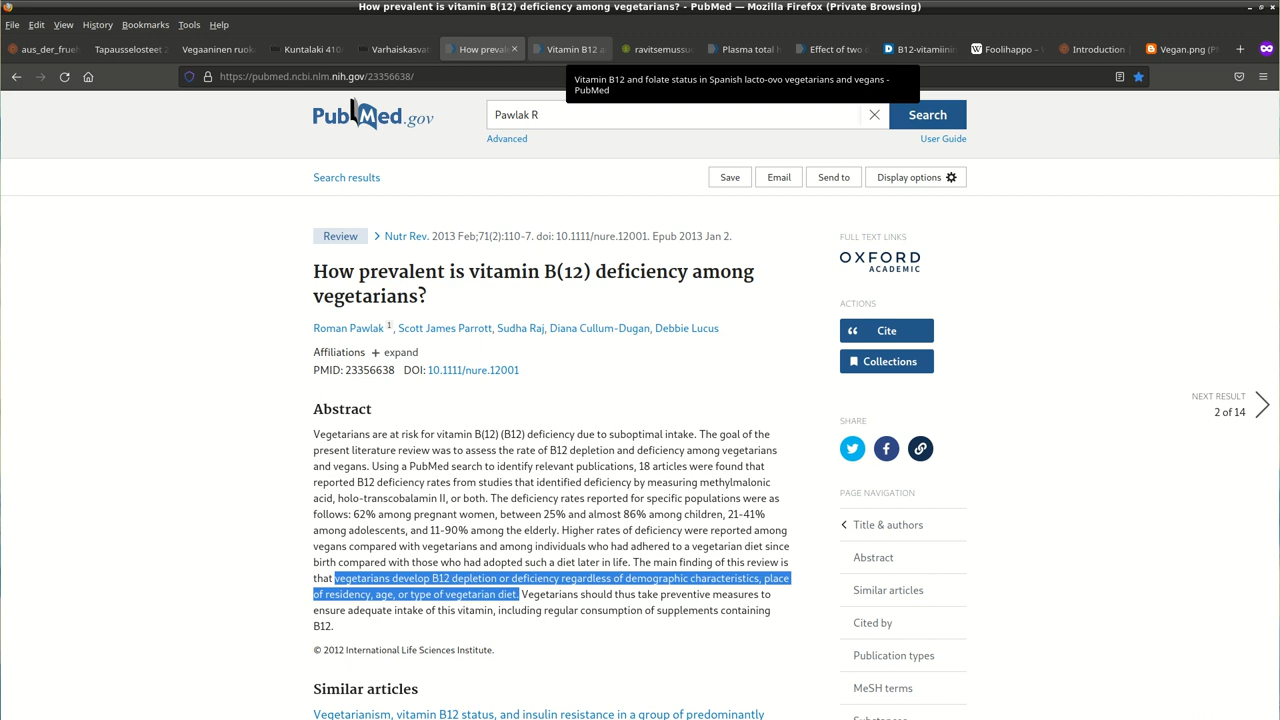 How prevalent is vitamin B(12) deficiency among vegetarians? - PubMed — Mozilla Firefox (Private Browsing)
File Edit View History Bookmarks Tools Help
aus_der_frue Tapausselosteet Vegaaninen ruok Kuntalaki 410 Varhaiskasva How preval Vitamin B12 a ravitsemussu Plasma total h Effect of two d B12-vitamiini Foolihappo – Introduction Vegan.png (P
https://pubmed.ncbi.nlm.nih.gov/23356638/
Vitamin B12 and folate status in Spanish lacto-ovo vegetarians and vegans -
PubMed
PubMed.gov
Pawlak R
Search
Advanced
User Guide
Search results
Save Email Send to Display options
Review Nutr Rev. 2013 Feb;71(2):110-7. doi: 10.1111/nure.12001. Epub 2013 Jan 2.
How prevalent is vitamin B(12) deficiency among
vegetarians?
Roman Pawlak 1, Scott James Parrott, Sudha Raj, Diana Cullum-Dugan, Debbie Lucus
Affiliations + expand
PMID: 23356638 DOI: 10.1111/nure.12001
Abstract
Vegetarians are at risk for vitamin B(12) (B12) deficiency due to suboptimal intake. The goal of the
present literature review was to assess the rate of B12 depletion and deficiency among vegetarians
and vegans. Using a PubMed search to identify relevant publications, 18 articles were found that
reported B12 deficiency rates from studies that identified deficiency by measuring methylmalonic
acid, holo-transcobalamin II, or both. The deficiency rates reported for specific populations were as
follows: 62% among pregnant women, between 25% and almost 86% among children, 21-41%
among adolescents, and 11-90% among the elderly. Higher rates of deficiency were reported among
vegans compared with vegetarians and among individuals who had adhered to a vegetarian diet since
birth compared with those who had adopted such a diet later in life. The main finding of this review is
that vegetarians develop B12 depletion or deficiency regardless of demographic characteristics, place
of residency, age, or type of vegetarian diet. Vegetarians should thus take preventive measures to
ensure adequate intake of this vitamin, including regular consumption of supplements containing
B12.
© 2012 International Life Sciences Institute.
Similar articles
Vegetarianism, vitamin B12 status, and insulin resistance in a group of predominantly
FULL TEXT LINKS
OXFORD
ACADEMIC
ACTIONS
Cite
Collections
SHARE
PAGE NAVIGATION
Title & authors
Abstract
Similar articles
Cited by
Publication types
MeSH terms
Substances
NEXT RESULT
2 of 14